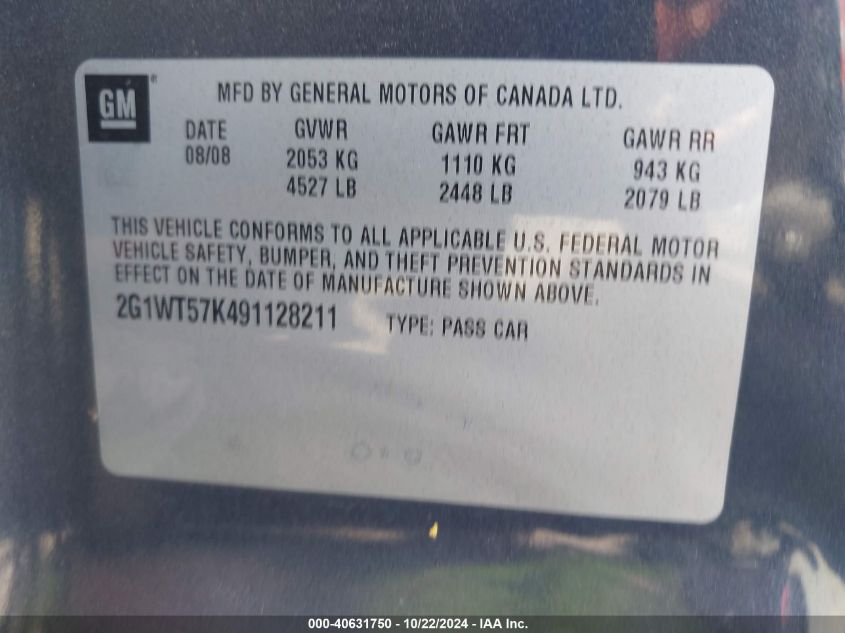 GM
MFD BY GENERAL MOTORS OF CANADA LTD.
DATE GVWR GAWR FRT GAWR RR
08/08 2053 KG 1110 KG 943 KG
4527 LB 2448 LB 2079 LB
THIS VEHICLE CONFORMS TO ALL APPLICABLE U.S. FEDERAL MOTOR
VEHICLE SAFETY, BUMPER, AND THEFT PREVENTION STANDARDS IN
EFFECT ON THE DATE OF MANUFACTURE SHOWN ABOVE.
2G1WT57K491128211 TYPE: PASS CAR
000-40631750 - 10/22/2024 - IAA Inc.